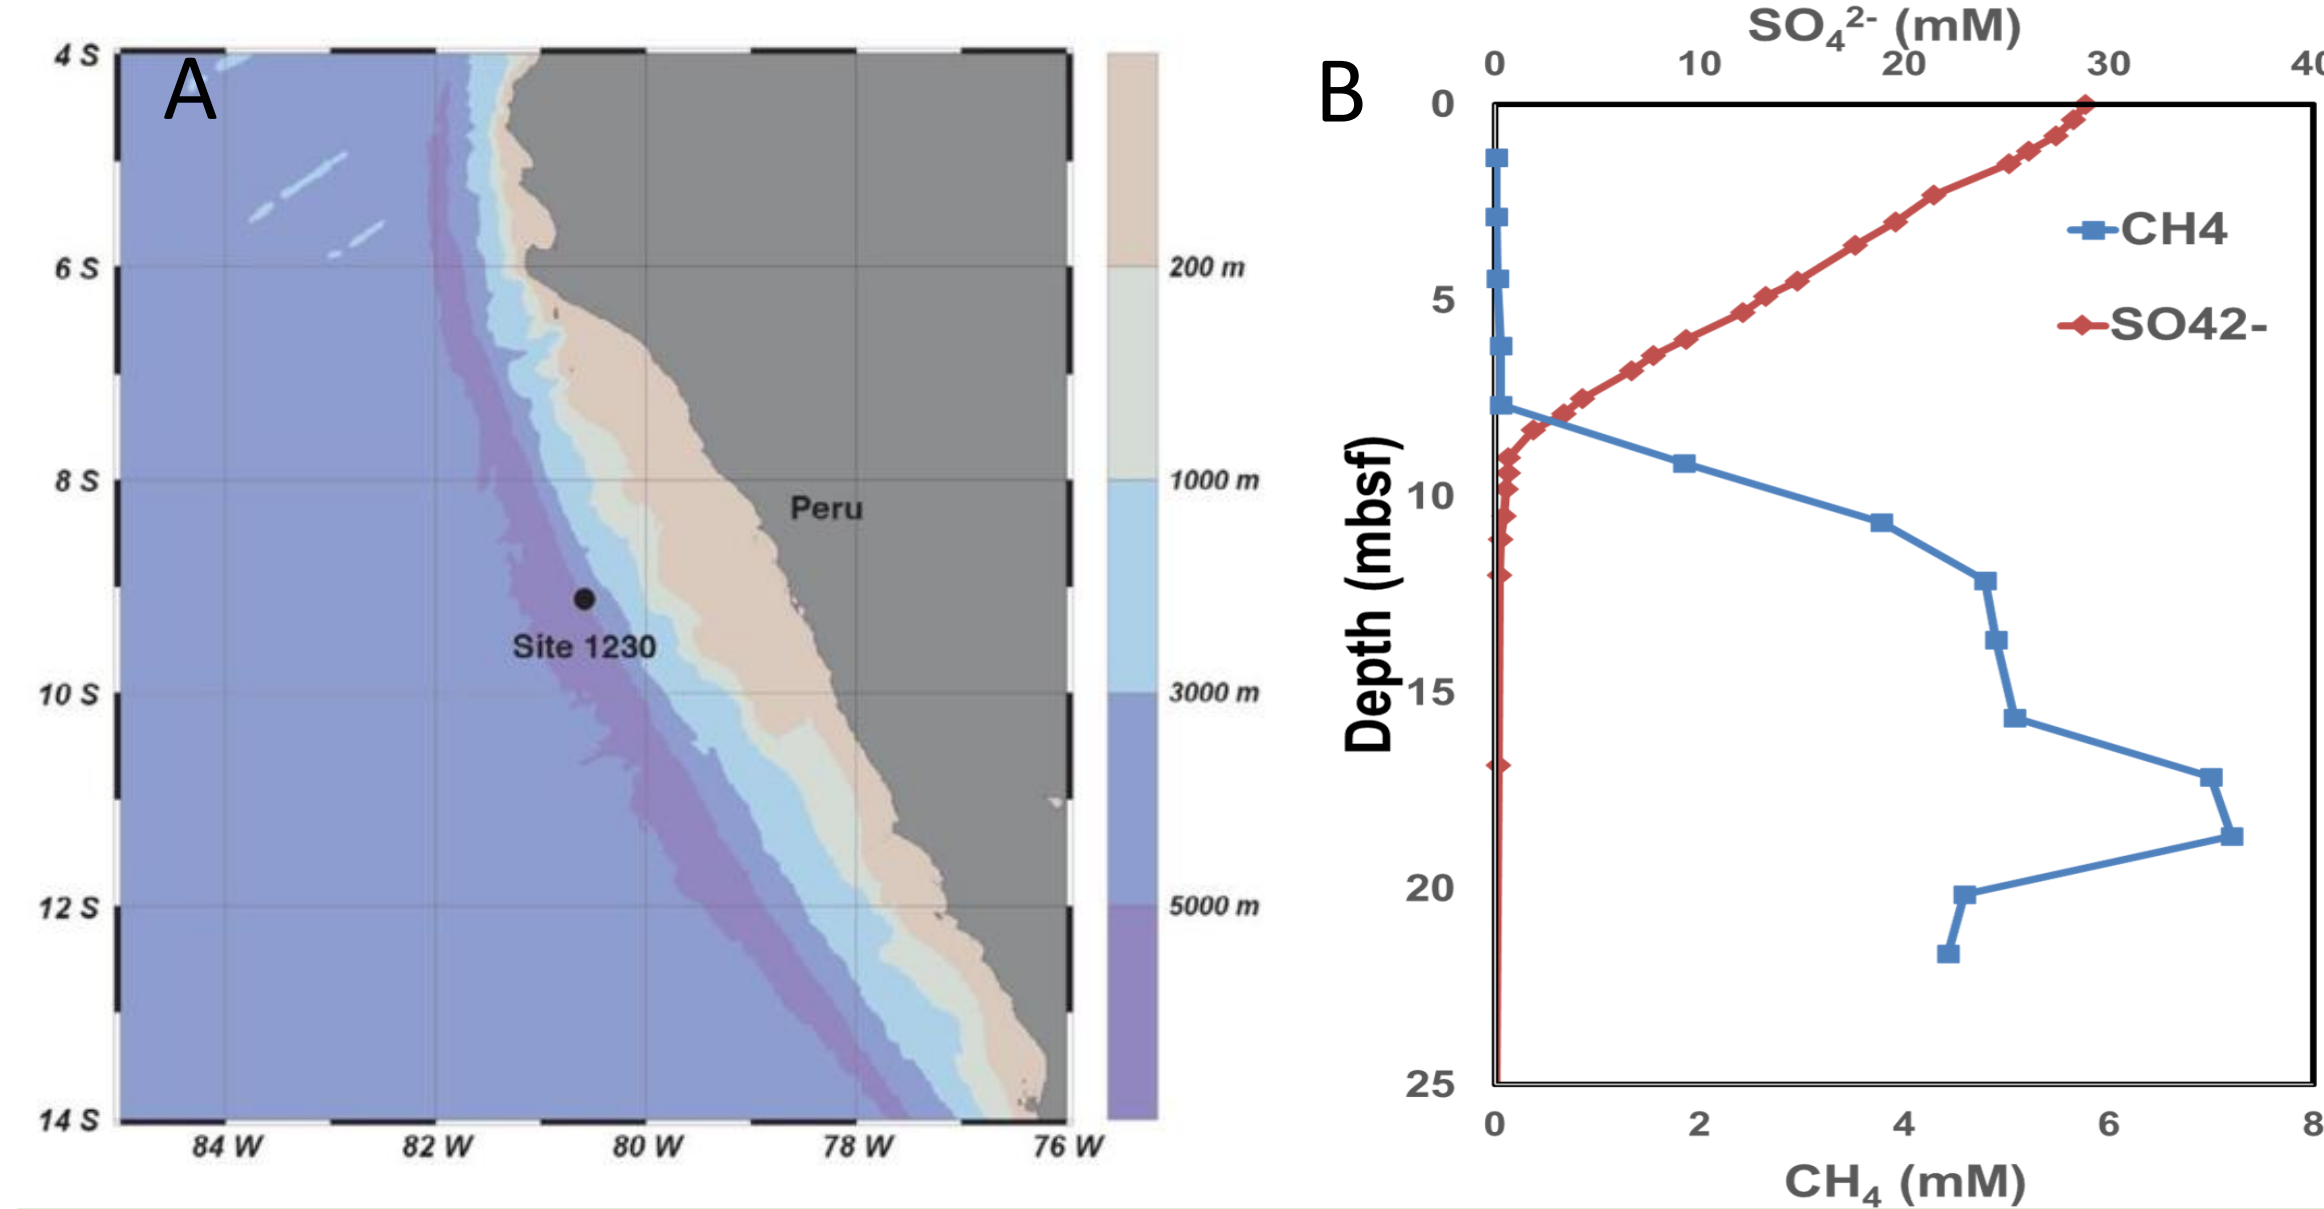 A
4 S
6 S
8 S
10 S
12 S
14 S
84 W
82 W
80 W
78 W
76 W
Peru
Site 1230
200 m
1000 m
3000 m
5000 m
B
SO₄²⁻ (mM)
0 10 20 30 40
0
5
10
15
20
25
Depth (mbsf)
CH4
SO42-
0 2 4 6 8
CH₄ (mM)